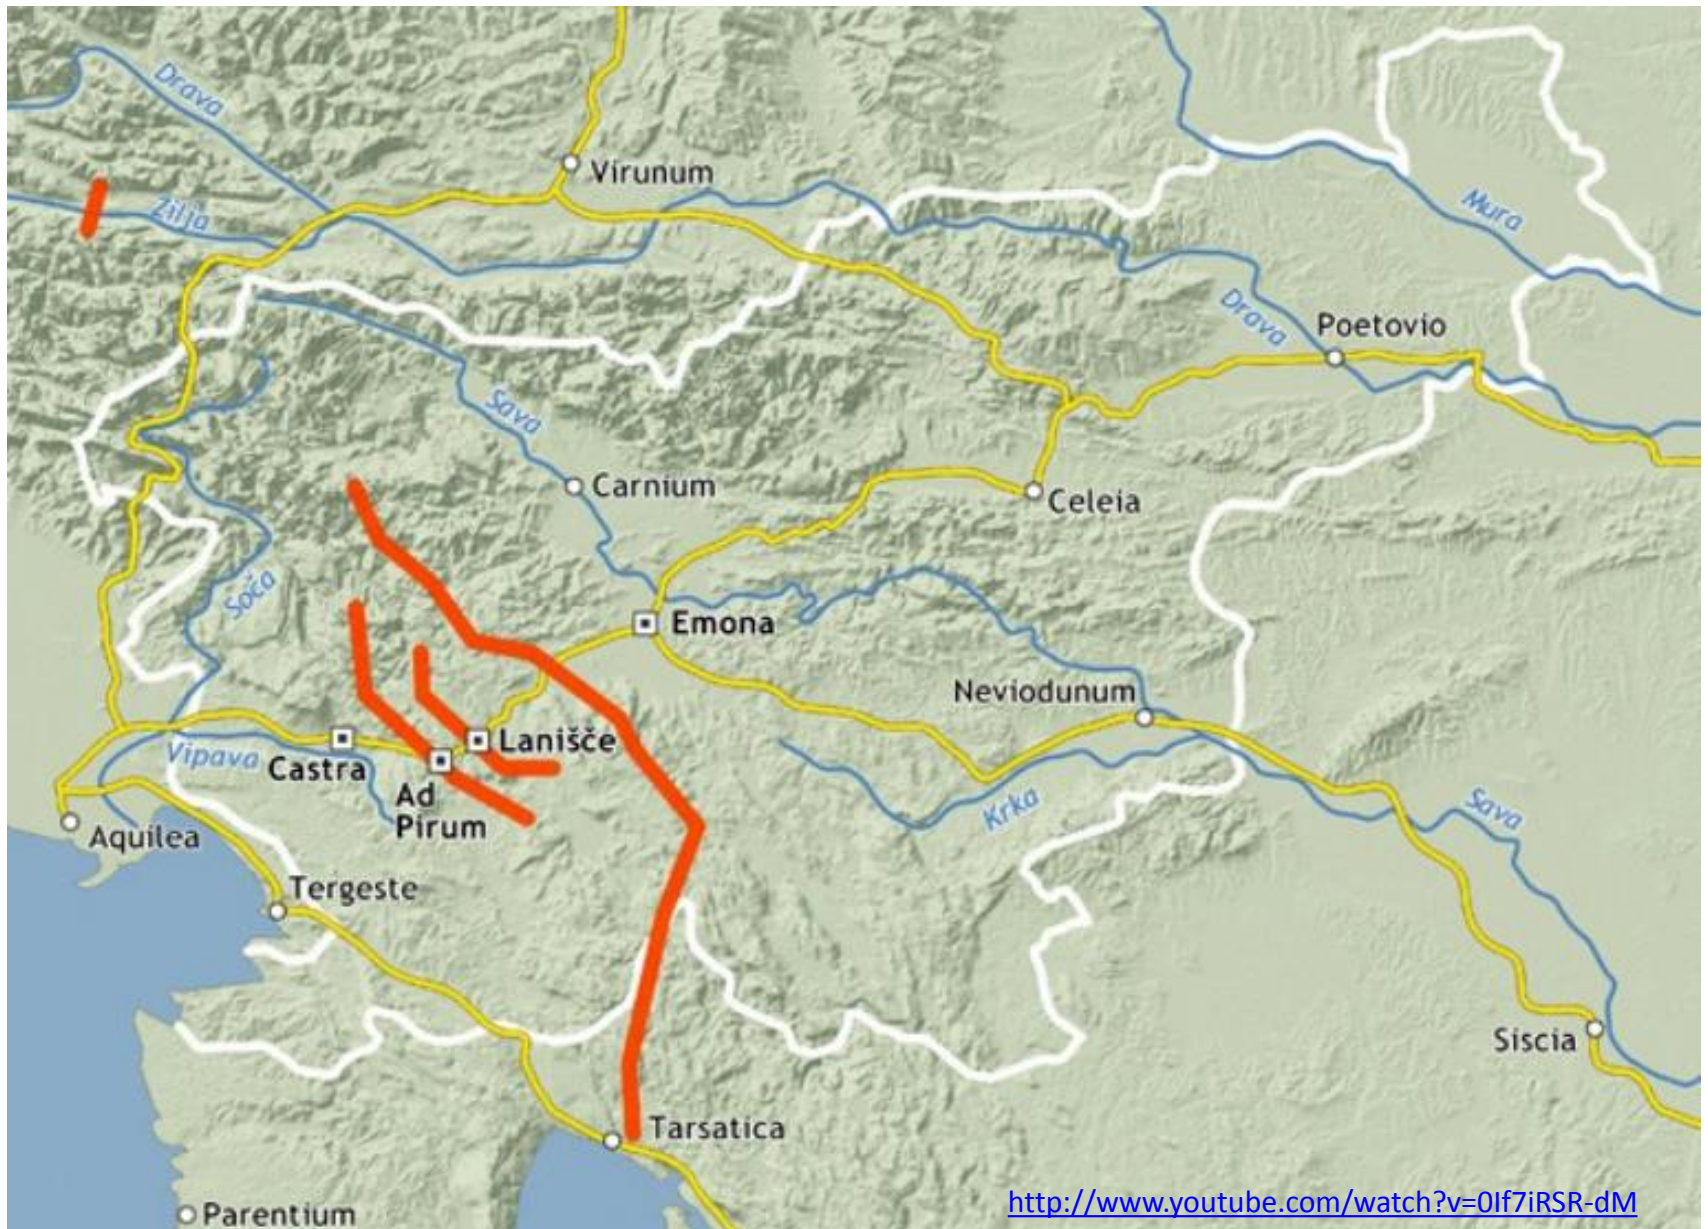 Drava
Virunum
Zilja
Mura
Drava
Poetovio
Sava
Carnium
Celeia
Soča
Emona
Neviodunum
Lanišče
Vipava
Castra
Ad
Pirum
Krka
Sava
Aquilea
Tergeste
Siscia
Tarsatica
Parentium
http://www.youtube.com/watch?v=0If7iRSR-dM